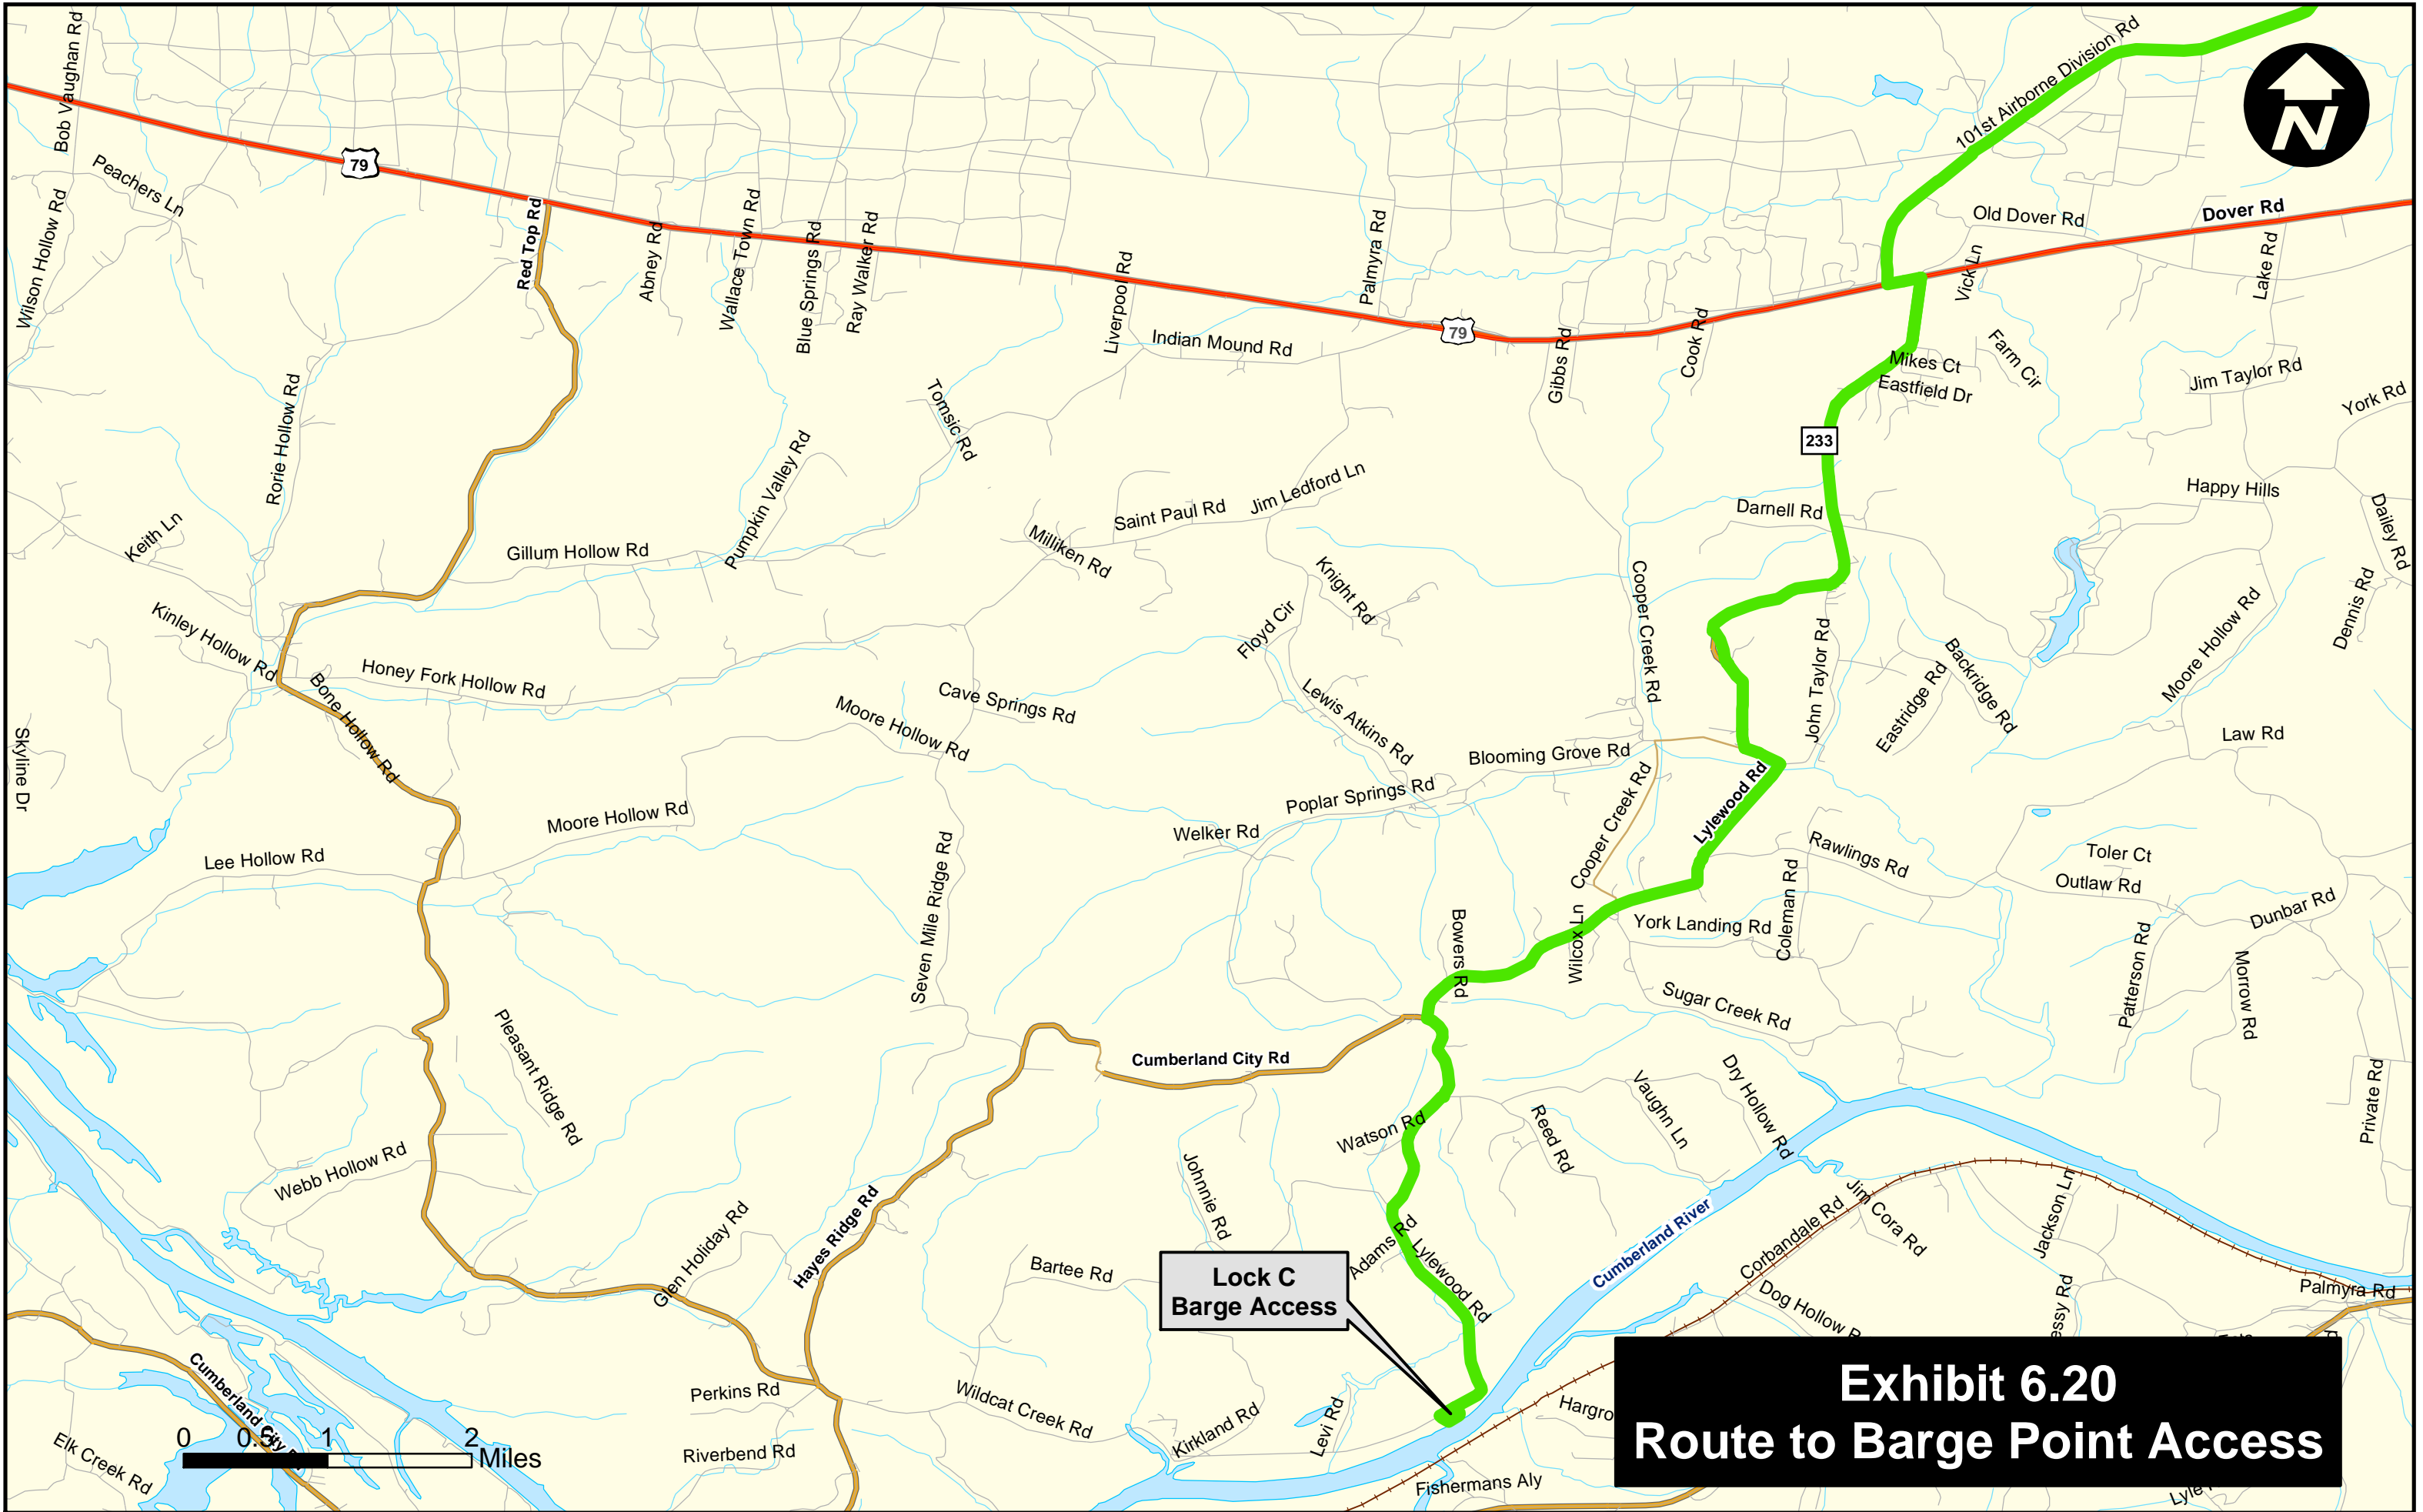 Bob Vaughan Rd
101st Airborne Division Rd
N
Peachers Ln
79
Wilson Hollow Rd
Red Top Rd
Abney Rd
Wallace Town Rd
Blue Springs Rd
Ray Walker Rd
Liverpool Rd
Palmyra Rd
Old Dover Rd
Dover Rd
Vick Ln
Lake Rd
Indian Mound Rd
79
Gibbs Rd
Cook Rd
Mikes Ct
Eastfield Dr
Farm Cir
Jim Taylor Rd
York Rd
Rorie Hollow Rd
Tomsic Rd
233
Pumpkin Valley Rd
Keith Ln
Gillum Hollow Rd
Saint Paul Rd
Jim Ledford Ln
Milliken Rd
Darnell Rd
Happy Hills
Dailey Rd
Kinley Hollow Rd
Knight Rd
Floyd Cir
Cooper Creek Rd
John Taylor Rd
Backridge Rd
Eastridge Rd
Moore Hollow Rd
Dennis Rd
Honey Fork Hollow Rd
Bone Hollow Rd
Cave Springs Rd
Moore Hollow Rd
Lewis Atkins Rd
Blooming Grove Rd
Law Rd
Skyline Dr
Moore Hollow Rd
Poplar Springs Rd
Welker Rd
Cooper Creek Rd
Lylewood Rd
Lee Hollow Rd
Seven Mile Ridge Rd
Rawlings Rd
Coleman Rd
Toler Ct
Outlaw Rd
Dunbar Rd
Bowers Rd
Wilcox Ln
York Landing Rd
Patterson Rd
Morrow Rd
Sugar Creek Rd
Pleasant Ridge Rd
Cumberland City Rd
Vaughn Ln
Dry Hollow Rd
Private Rd
Watson Rd
Reed Rd
Webb Hollow Rd
Johnnie Rd
Hayes Ridge Rd
Glen Holiday Rd
Adams Rd
Lylewood Rd
Cumberland River
Corbandale Rd
Jim Cora Rd
Jackson Ln
Bartee Rd
Lock C
Barge Access
Dog Hollow R
essy Rd
Palmyra Rd
Cumberland City R
Perkins Rd
Wildcat Creek Rd
Kirkland Rd
Levi Rd
Hargro
Elk Creek Rd
Riverbend Rd
Fishermans Aly
0 0.5 1 2
Miles
Exhibit 6.20
Route to Barge Point Access